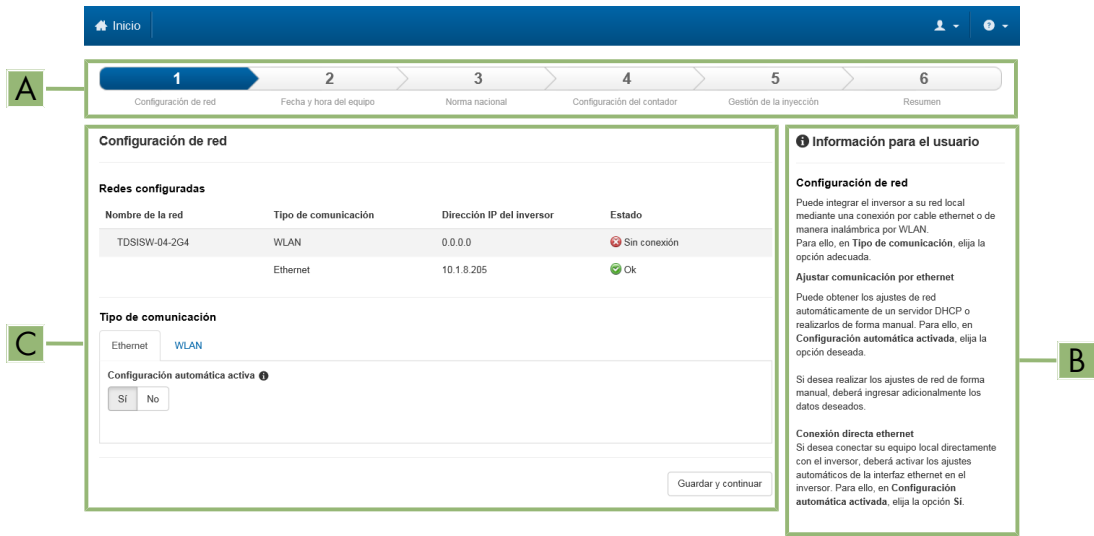 Inicio
A
1 2 3 4 5 6
Configuración de red Fecha y hora del equipo Norma nacional Configuración del contador Gestión de la inyección Resumen
C
Configuración de red
Redes configuradas
Nombre de la red Tipo de comunicación Dirección IP del inversor Estado
TDSISW-04-2G4 WLAN 0.0.0.0 Sin conexión
Ethernet 10.1.8.205 Ok
Tipo de comunicación
Ethernet WLAN
Configuración automática activa
Sí No
Guardar y continuar
B
Información para el usuario
Configuración de red
Puede integrar el inversor a su red local
mediante una conexión por cable ethernet o de
manera inalámbrica por WLAN.
Para ello, en Tipo de comunicación, elija la
opción adecuada.
Ajustar comunicación por ethernet
Puede obtener los ajustes de red
automáticamente de un servidor DHCP o
realizarlos de forma manual. Para ello, en
Configuración automática activada, elija la
opción deseada.
Si desea realizar los ajustes de red de forma
manual, deberá ingresar adicionalmente los
datos deseados.
Conexión directa ethernet
Si desea conectar su equipo local directamente
con el inversor, deberá activar los ajustes
automáticos de la interfaz ethernet en el
inversor. Para ello, en Configuración
automática activada, elija la opción Sí.